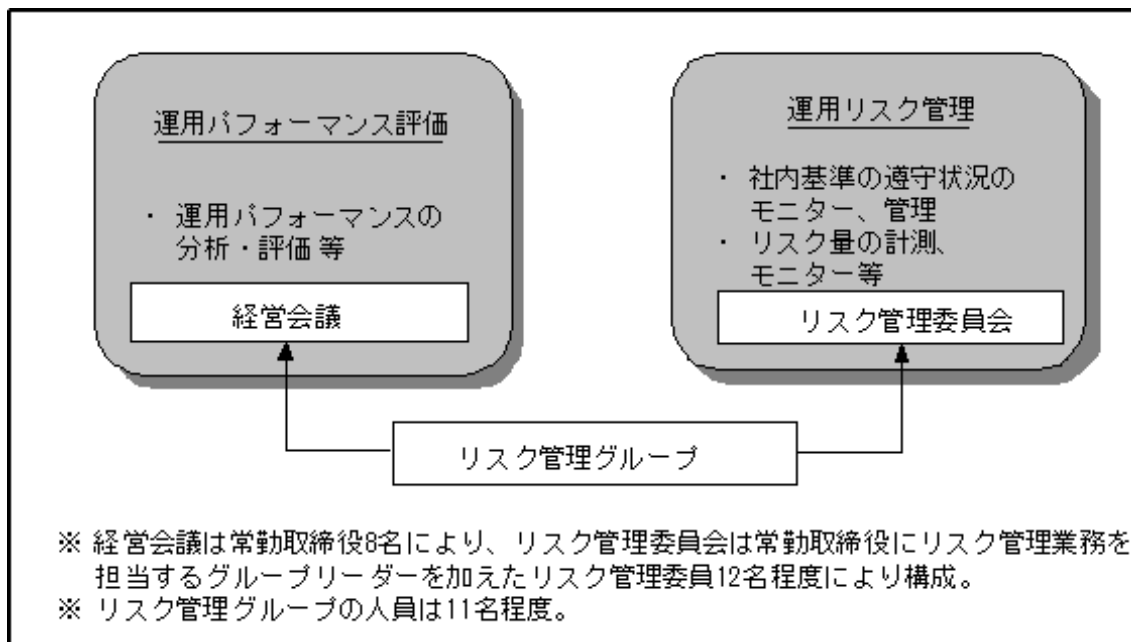 運用パフォーマンス評価
・ 運用パフォーマンスの
分析・評価 等
経営会議
運用リスク管理
・ 社内基準の遵守状況の
モニター、管理
・ リスク量の計測、
モニター等
リスク管理委員会
リスク管理グループ
※ 経営会議は常勤取締役8名により、リスク管理委員会は常勤取締役にリスク管理業務を
担当するグループリーダーを加えたリスク管理委員12名程度により構成。
※ リスク管理グループの人員は11名程度。